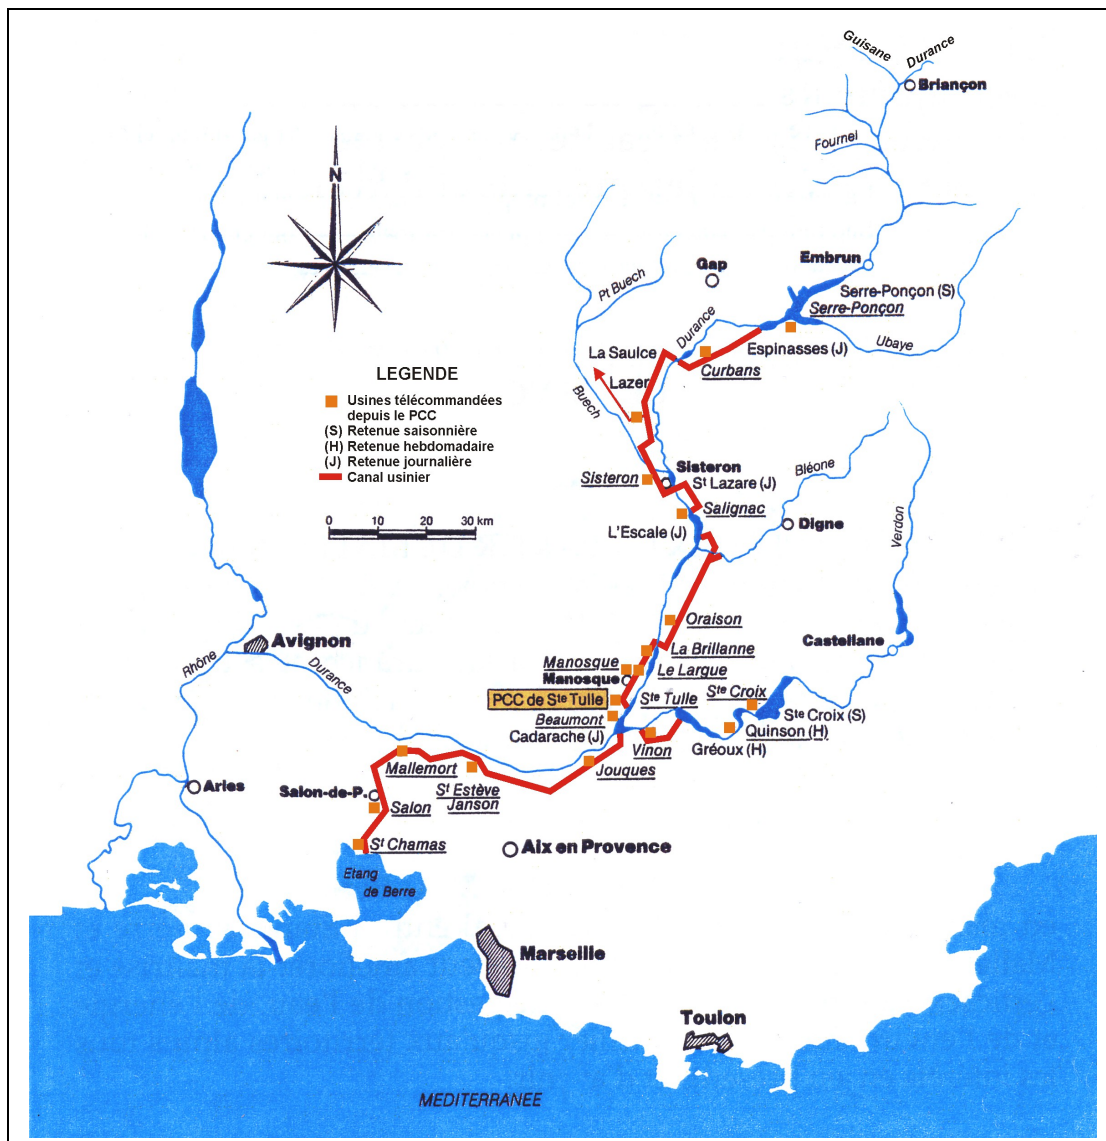 Guisane
Durance
Briançon
Fournel
N
Embrun
Gap
Pt Buech
Serre-Ponçon (S)
Serre-Ponçon
Durance
Ubaye
Espinasses (J)
La Saulce
Curbans
Lazer
Buech
LEGENDE
Usines télécommandées
depuis le PCC
(S) Retenue saisonnière
(H) Retenue hebdomadaire
(J) Retenue journalière
Canal usinier
0 10 20 30 km
Sisteron
Sisteron
St Lazare (J)
Bléone
Salignac
L'Escale (J)
Digne
Verdon
Oraison
Avignon
Castellane
La Brillanne
Rhône
Durance
Manosque
Manosque
Le Largue
PCC de Ste Tulle
Ste Tulle
Ste Croix
Ste Croix (S)
Beaumont
Cadarache (J)
Quinson (H)
Vinon
Gréoux (H)
Mallemort
Jouques
Arles
Salon-de-P.
St Estève
Janson
Salon
St Chamas
Aix en Provence
Etang
de Berre
Marseille
Toulon
MEDITERRANEE